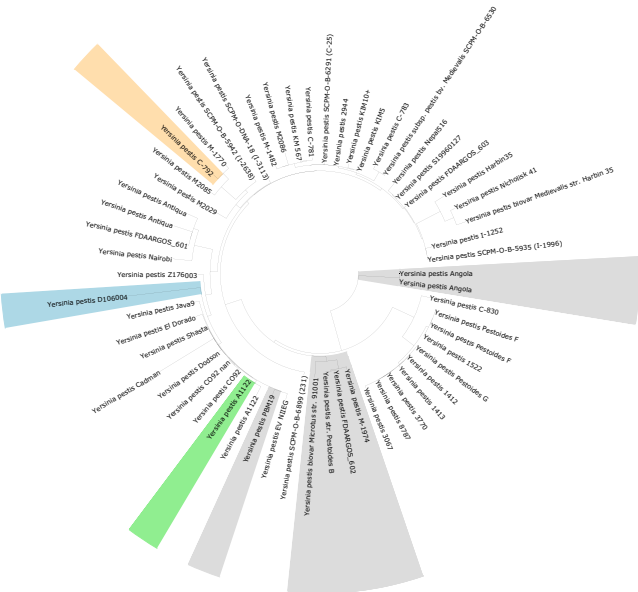 Yersinia pestis SCPM-O-B-6291 (C-25)
Yersinia pestis 2944
Yersinia pestis KIM10+
Yersinia pestis KIM5
Yersinia pestis C-783
Yersinia pestis subsp. pestis bv. Medievalis SCPM-O-B-6530
Yersinia pestis Nepal516
Yersinia pestis S19960127
Yersinia pestis FDAARGOS_603
Yersinia pestis Harbin35
Yersinia pestis Nicholisk 41
Yersinia pestis biovar Medievalis str. Harbin 35
Yersinia pestis I-1252
Yersinia pestis SCPM-O-B-5935 (I-1996)
Yersinia pestis Angola
Yersinia pestis Angola
Yersinia pestis C-830
Yersinia pestis Pestoides F
Yersinia pestis Pestoides F
Yersinia pestis 1522
Yersinia pestis Pestoides G
Yersinia pestis 1412
Yersinia pestis 1413
Yersinia pestis 3770
Yersinia pestis 8787
Yersinia pestis 3067
Yersinia pestis M-1974
Yersinia pestis FDAARGOS_602
Yersinia pestis str. Pestoides B
Yersinia pestis biovar Microtus str. 91001
Yersinia pestis SCPM-O-B-6899 (231)
Yersinia pestis EV NIIEG
Yersinia pestis PBM19
Yersinia pestis A1122
Yersinia pestis A1122
Yersinia pestis CO92
Yersinia pestis CO92 nan
Yersinia pestis Dodson
Yersinia pestis Cadman
Yersinia pestis Shasta
Yersinia pestis El Dorado
Yersinia pestis Java9
Yersinia pestis D106004
Yersinia pestis Z176003
Yersinia pestis Nairobi
Yersinia pestis FDAARGOS_601
Yersinia pestis Antiqua
Yersinia pestis Antiqua
Yersinia pestis M2029
Yersinia pestis M2085
Yersinia pestis C-792
Yersinia pestis M-1770
Yersinia pestis SCPM-O-B-5942 (I-2638)
Yersinia pestis SCPM-O-DNA-18 (I-3113)
Yersinia pestis M-1482
Yersinia pestis M2086
Yersinia pestis KM 567
Yersinia pestis C-781